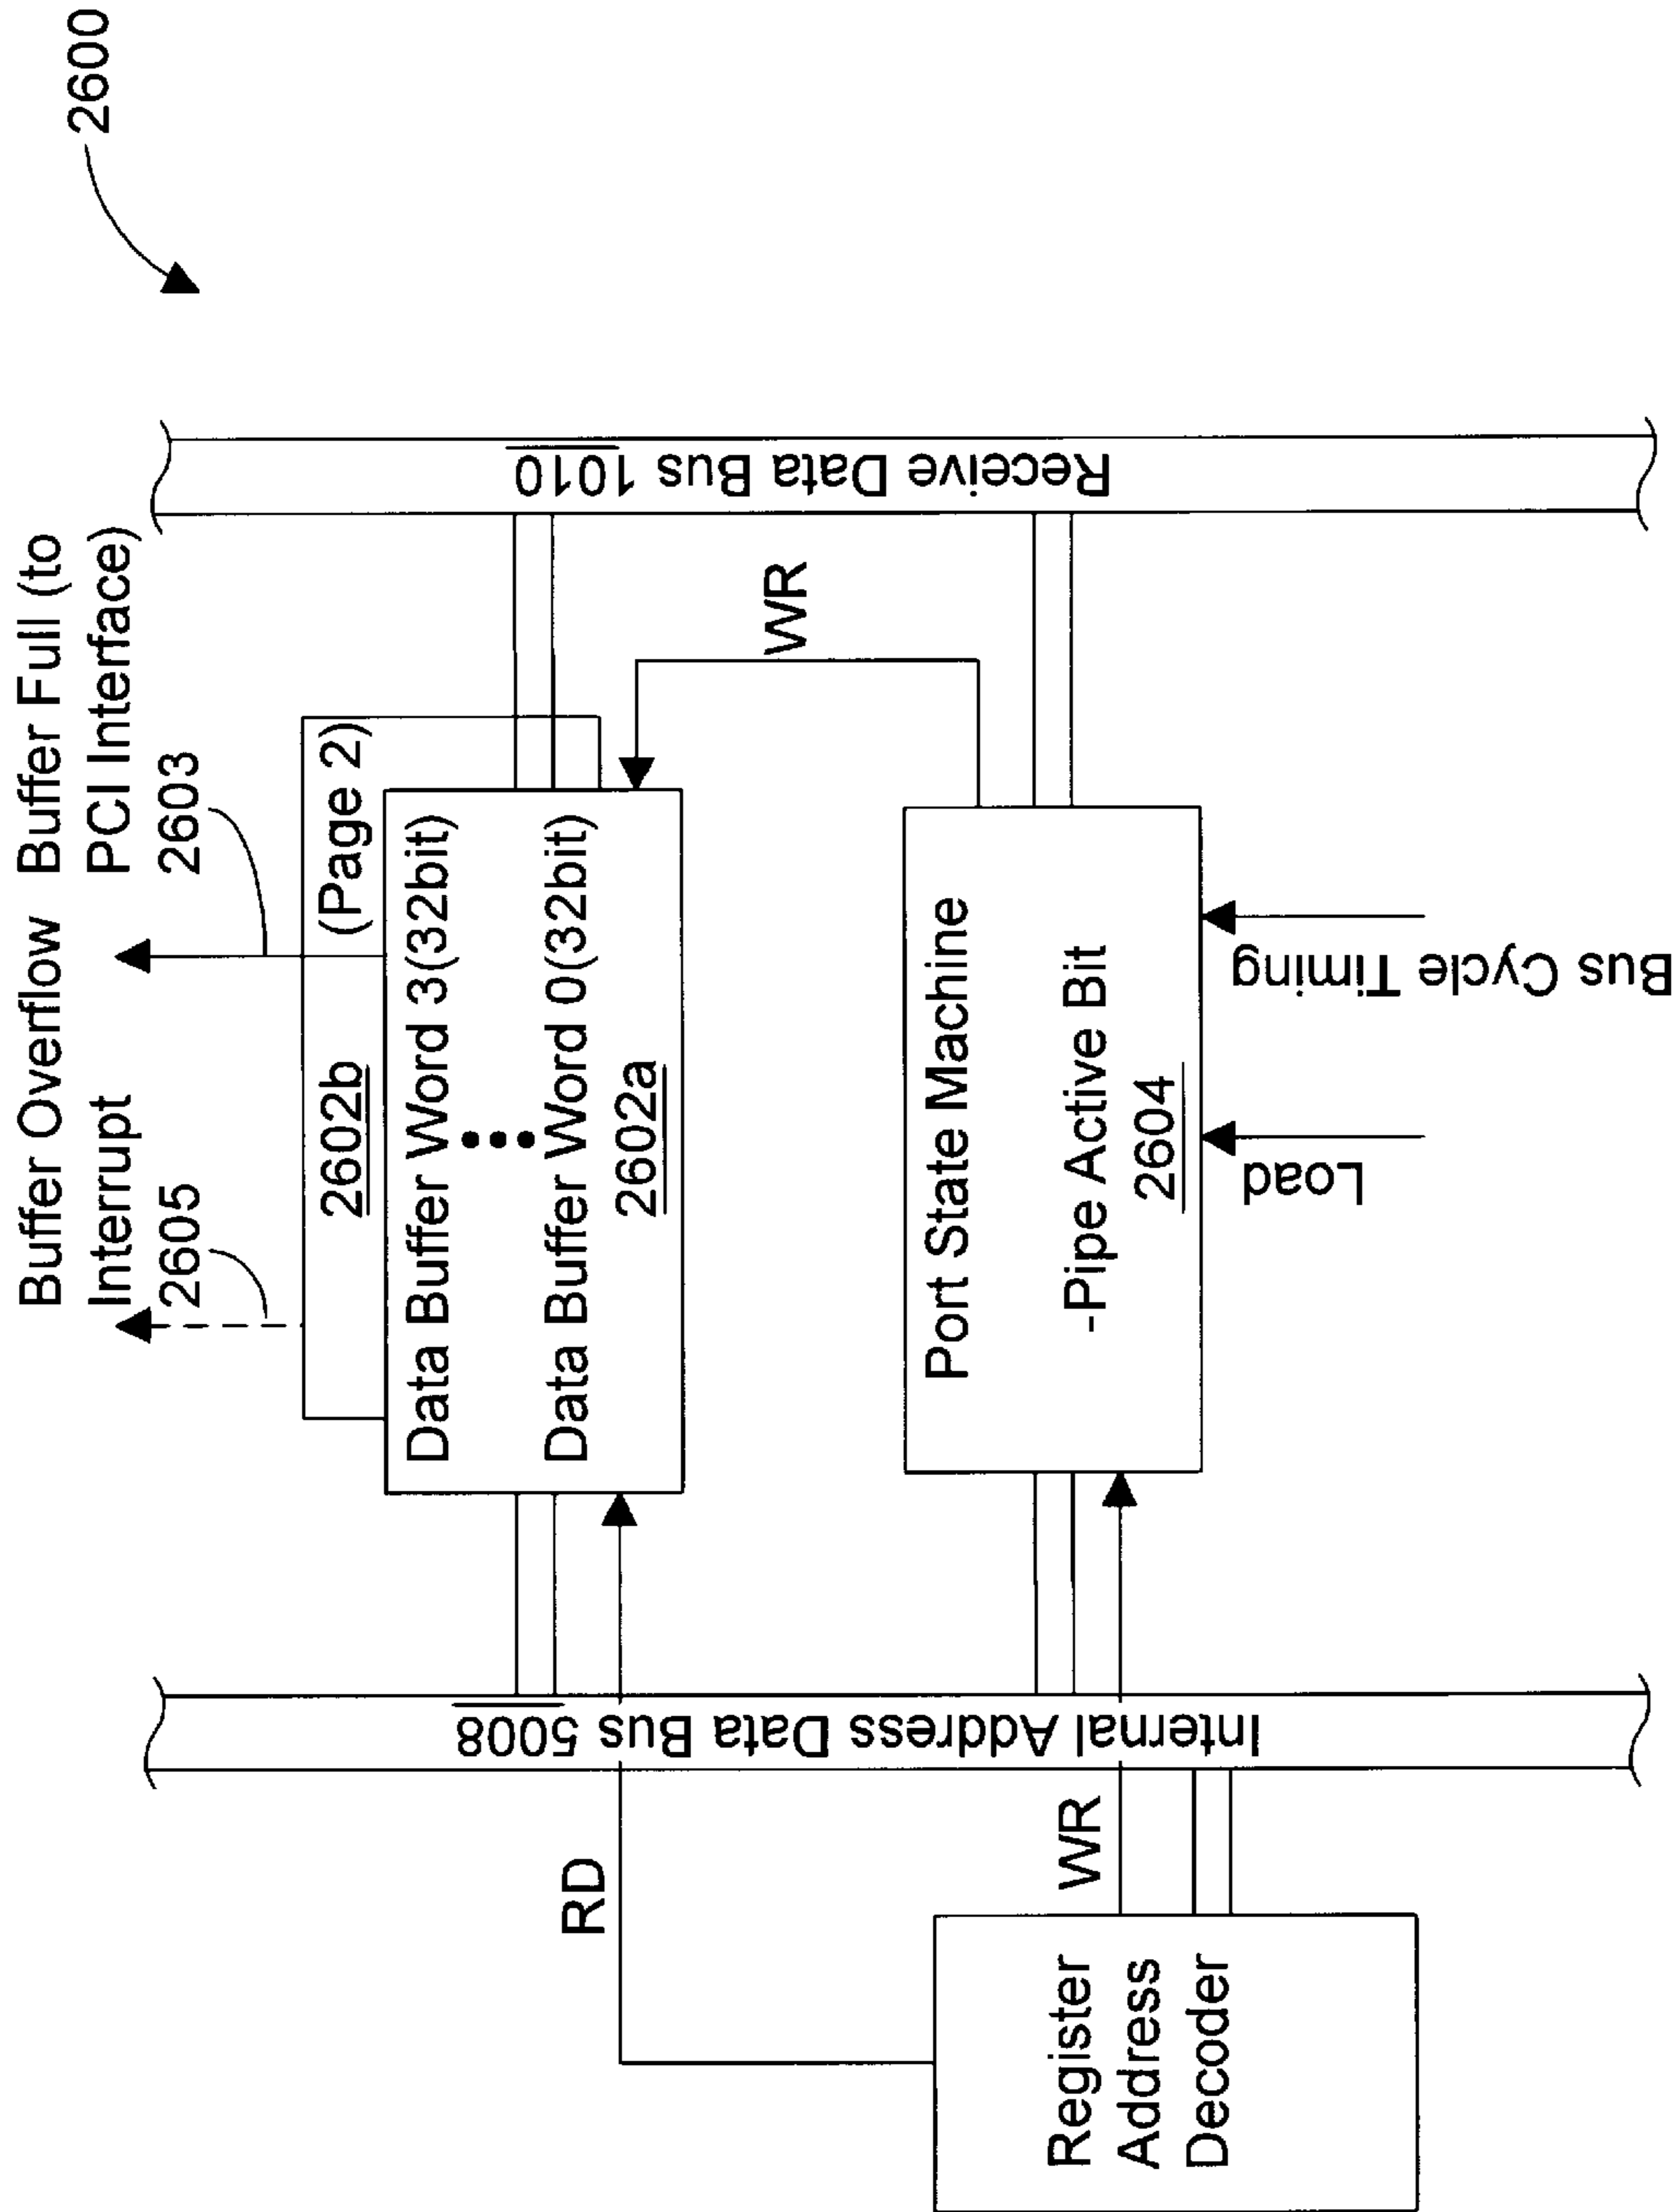 2600
Buffer Overflow
Interrupt
2605
Buffer Full (to
PCI Interface)
2603
2602b
(Page 2)
Data Buffer Word 3(32bit)
Data Buffer Word 0(32bit)
2602a
RD
WR
Internal Address Data Bus 5008
Receive Data Bus 1010
Port State Machine
-Pipe Active Bit
2604
WR
Register
Address
Decoder
Load
Bus Cycle Timing